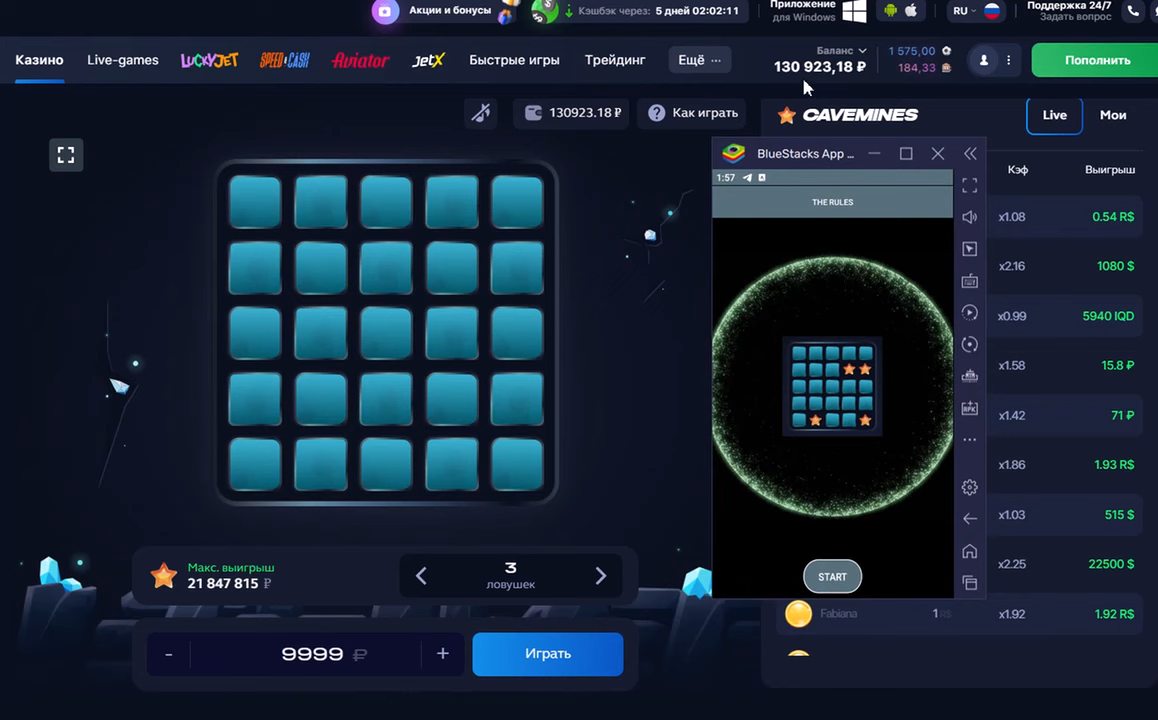 Акции и бонусы
Кэшбэк через: 5 дней 02:02:11
Приложение
для Windows
RU
Поддержка 24/7
Задать вопрос
Казино
Live-games
LUCKYJET
SPEED & CASH
Aviator
JetX
Быстрые игры
Трейдинг
Ещё ...
Баланс
130 923,18 ₽
1 575,00
184,33
Пополнить
130923.18 ₽
? Как играть
CAVEMINES
Live
Мои
Кэф
Выигрыш
BlueStacks App ...
1:57
THE RULES
START
x1.08 0.54 R$
x2.16 1080 $
x0.99 5940 IQD
x1.58 15.8 ₽
x1.42 71 ₽
x1.86 1.93 R$
x1.03 515 $
x2.25 22500 $
Fabiana 1 R$ x1.92 1.92 R$
Макс. выигрыш
21 847 815 ₽
3
ловушек
- 9999 ₽ +
Играть